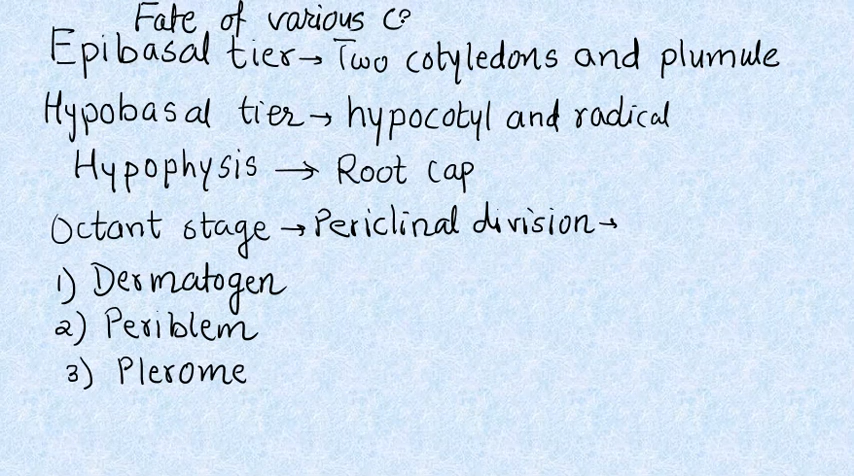 Fate of various C?
Epibasal tier → Two cotyledons and plumule
Hypobasal tier → hypocotyl and radical
Hypophysis → Root cap
Octant stage → Periclinal division →
1) Dermatogen
2) Periblem
3) Plerome